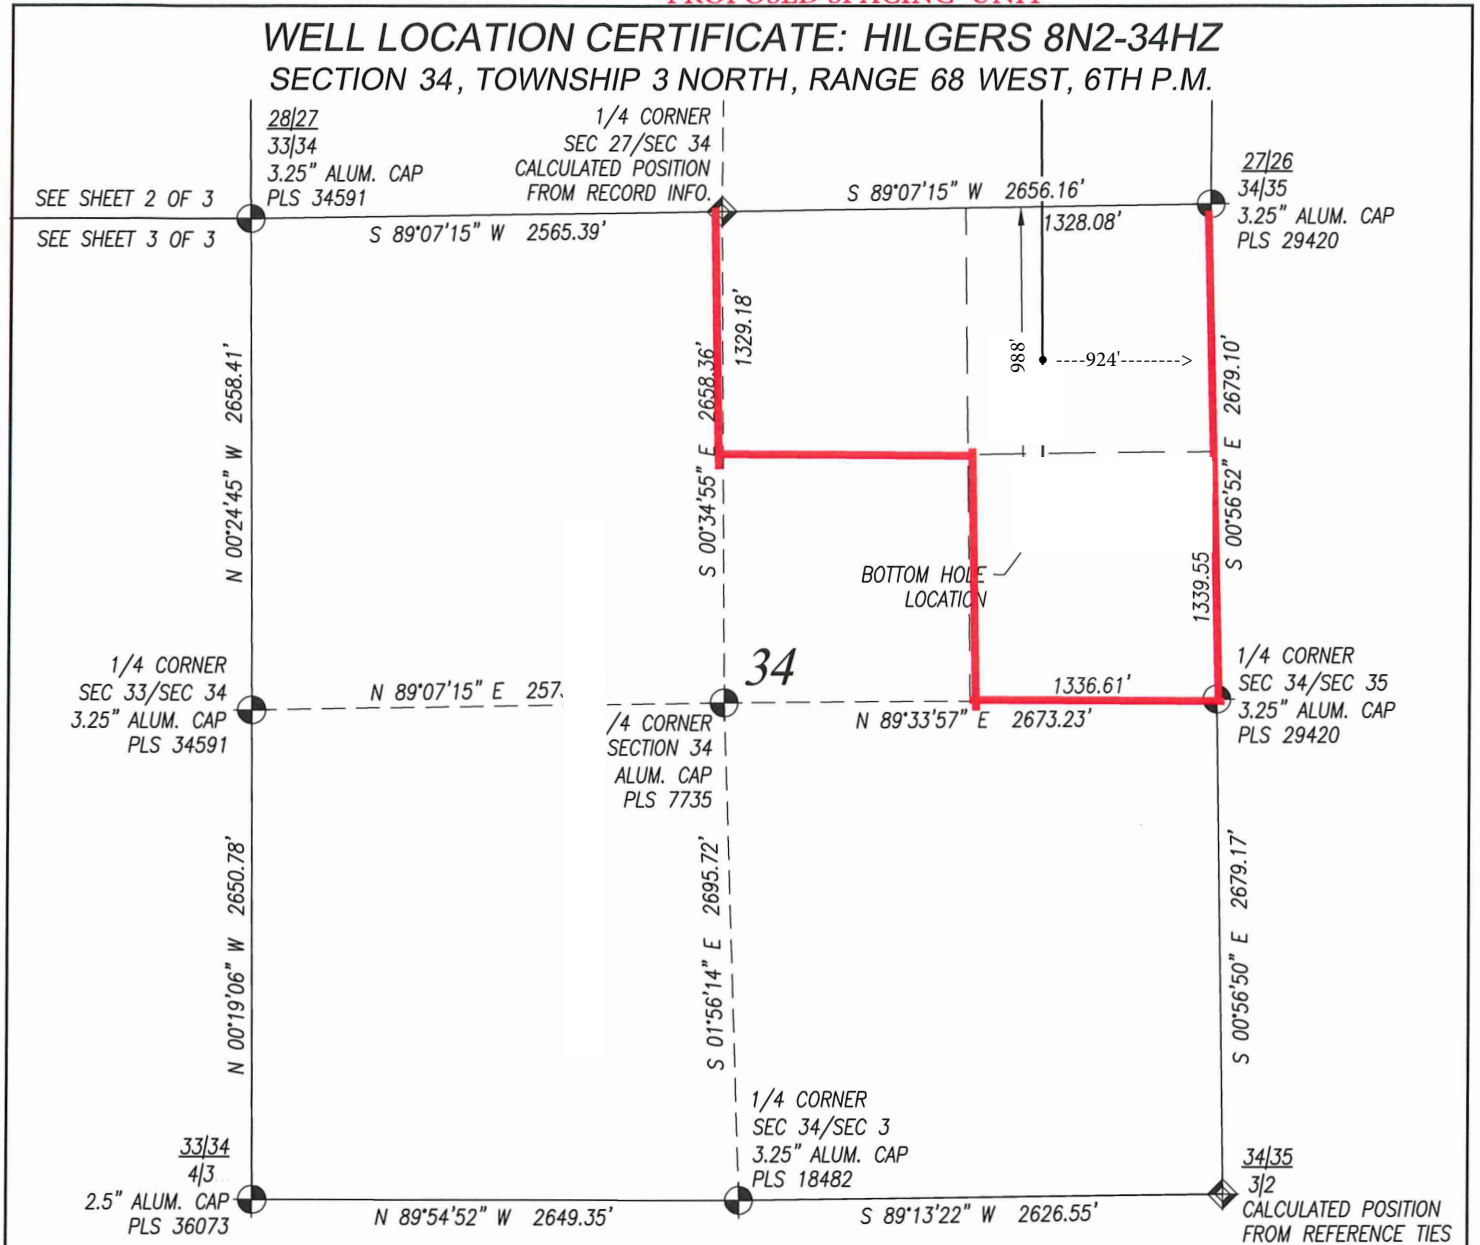 PROPOSED SPACING UNIT
WELL LOCATION CERTIFICATE: HILGERS 8N2-34HZ
SECTION 34, TOWNSHIP 3 NORTH, RANGE 68 WEST, 6TH P.M.
28|27
33|34
3.25" ALUM. CAP
PLS 34591
1/4 CORNER
SEC 27/SEC 34
CALCULATED POSITION
FROM RECORD INFO.
27|26
34|35
3.25" ALUM. CAP
PLS 29420
SEE SHEET 2 OF 3
SEE SHEET 3 OF 3
S 89°07'15" W 2565.39'
S 89°07'15" W 2656.16'
1328.08'
1329.18'
988'
----924'-------->
N 00°24'45" W 2658.41'
S 00°34'55" E 2658.36'
S 00°56'52" E 2679.10'
1339.55
BOTTOM HOLE
LOCATION
34
1/4 CORNER
SEC 33/SEC 34
3.25" ALUM. CAP
PLS 34591
N 89°07'15" E 257
/4 CORNER
SECTION 34
ALUM. CAP
PLS 7735
1336.61'
N 89°33'57" E 2673.23'
1/4 CORNER
SEC 34/SEC 35
3.25" ALUM. CAP
PLS 29420
N 00°19'06" W 2650.78'
S 01°56'14" E 2695.72'
S 00°56'50" E 2679.17'
33|34
4|3
2.5" ALUM. CAP
PLS 36073
N 89°54'52" W 2649.35'
1/4 CORNER
SEC 34/SEC 3
3.25" ALUM. CAP
PLS 18482
S 89°13'22" W 2626.55'
34|35
3|2
CALCULATED POSITION
FROM REFERENCE TIES